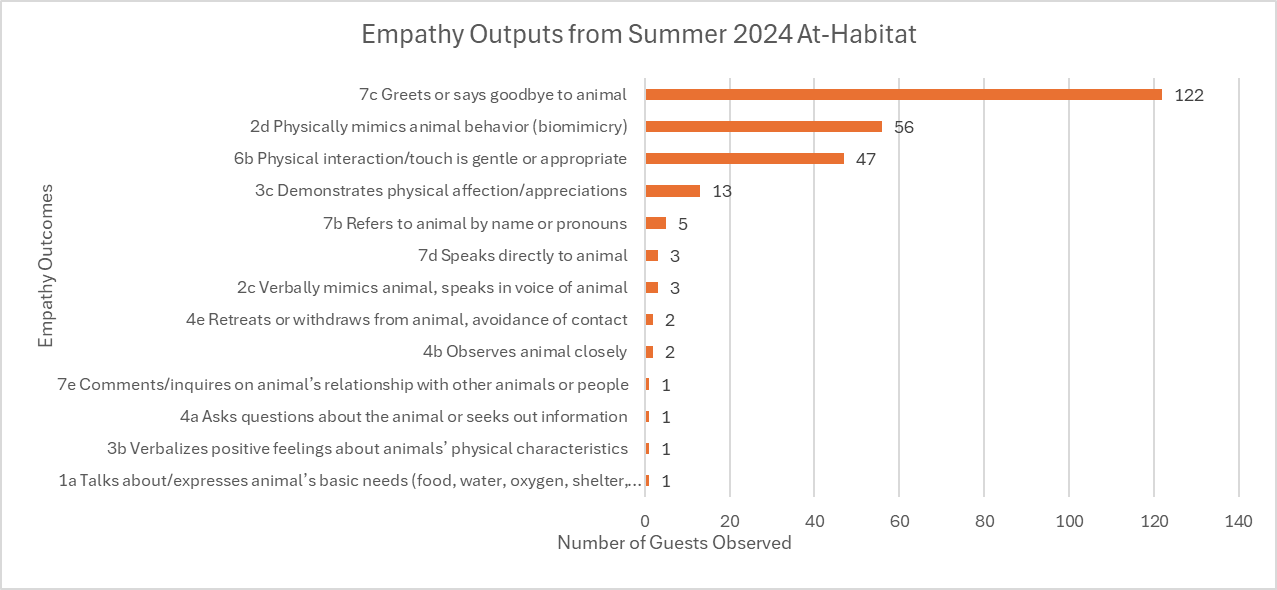 Empathy Outputs from Summer 2024 At-Habitat
Empathy Outcomes
7c Greets or says goodbye to animal 122
2d Physically mimics animal behavior (biomimicry) 56
6b Physical interaction/touch is gentle or appropriate 47
3c Demonstrates physical affection/appreciations 13
7b Refers to animal by name or pronouns 5
7d Speaks directly to animal 3
2c Verbally mimics animal, speaks in voice of animal 3
4e Retreats or withdraws from animal, avoidance of contact 2
4b Observes animal closely 2
7e Comments/inquires on animal’s relationship with other animals or people 1
4a Asks questions about the animal or seeks out information 1
3b Verbalizes positive feelings about animals’ physical characteristics 1
1a Talks about/expresses animal’s basic needs (food, water, oxygen, shelter,... 1
0 20 40 60 80 100 120 140
Number of Guests Observed